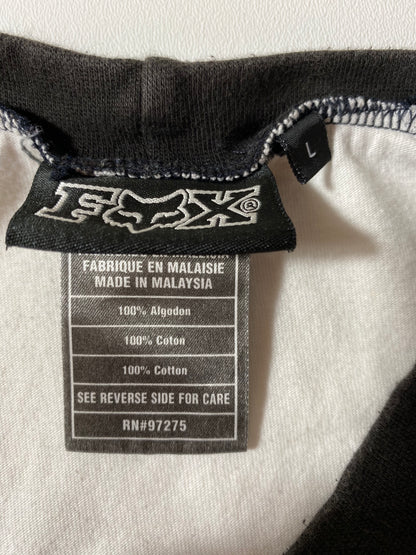 FOX®
L
FABRIQUE EN MALAISIE
MADE IN MALAYSIA
100% Algodon
100% Coton
100% Cotton
SEE REVERSE SIDE FOR CARE
RN#97275